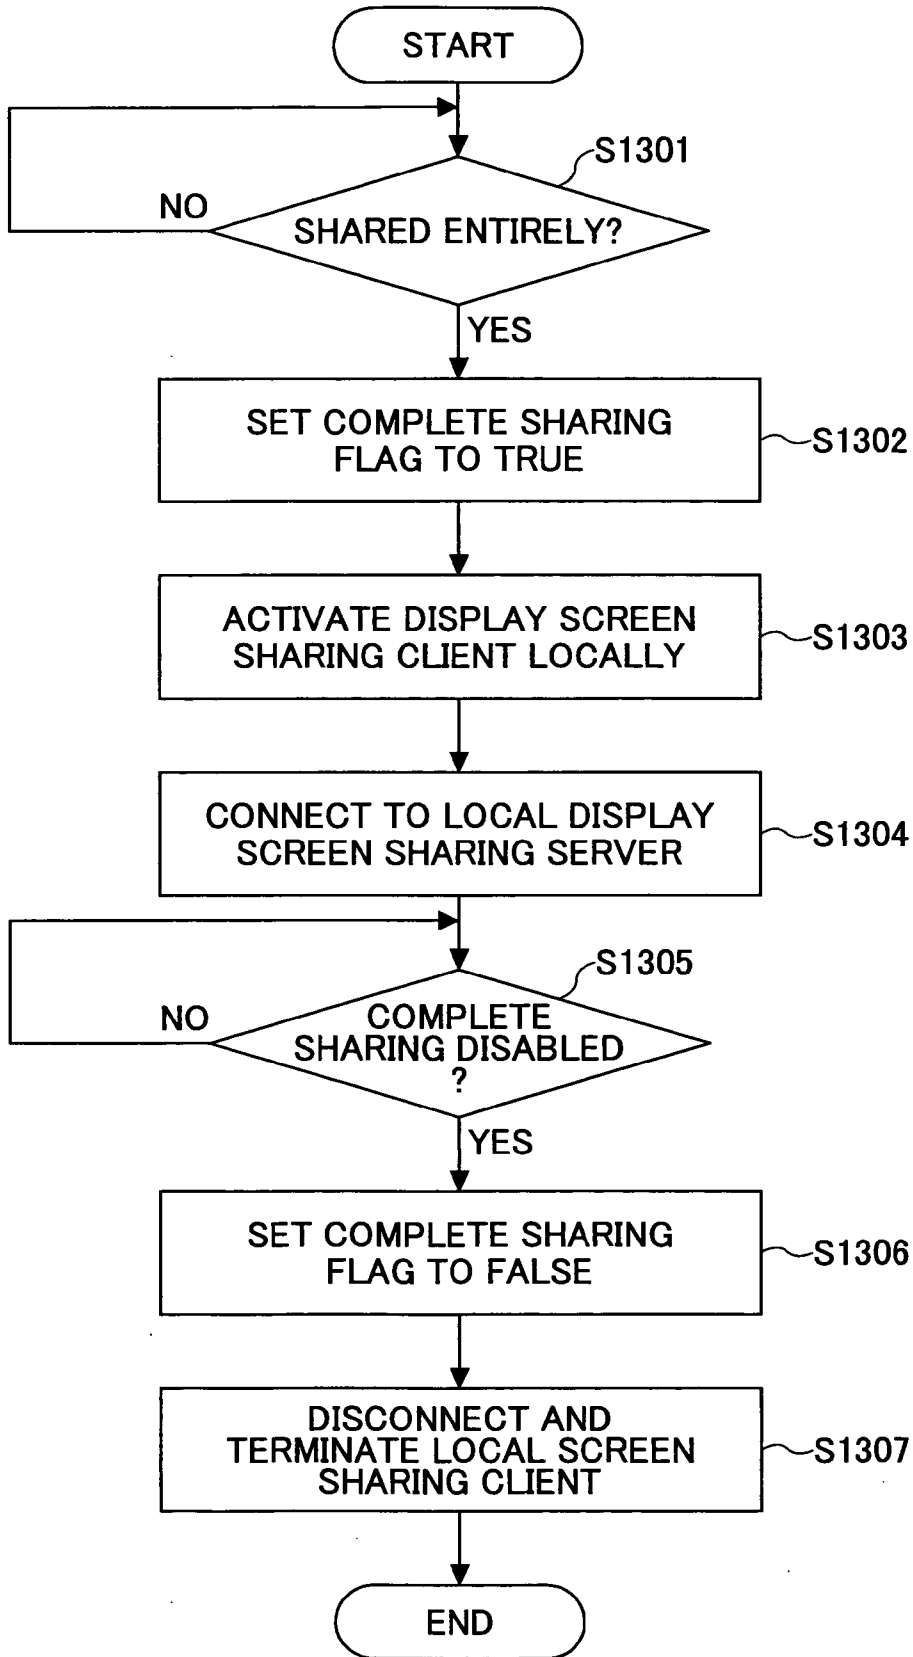 START
S1301
NO
SHARED ENTIRELY?
YES
SET COMPLETE SHARING
FLAG TO TRUE
S1302
ACTIVATE DISPLAY SCREEN
SHARING CLIENT LOCALLY
S1303
CONNECT TO LOCAL DISPLAY
SCREEN SHARING SERVER
S1304
S1305
NO
COMPLETE
SHARING DISABLED
?
YES
SET COMPLETE SHARING
FLAG TO FALSE
S1306
DISCONNECT AND
TERMINATE LOCAL SCREEN
SHARING CLIENT
S1307
END